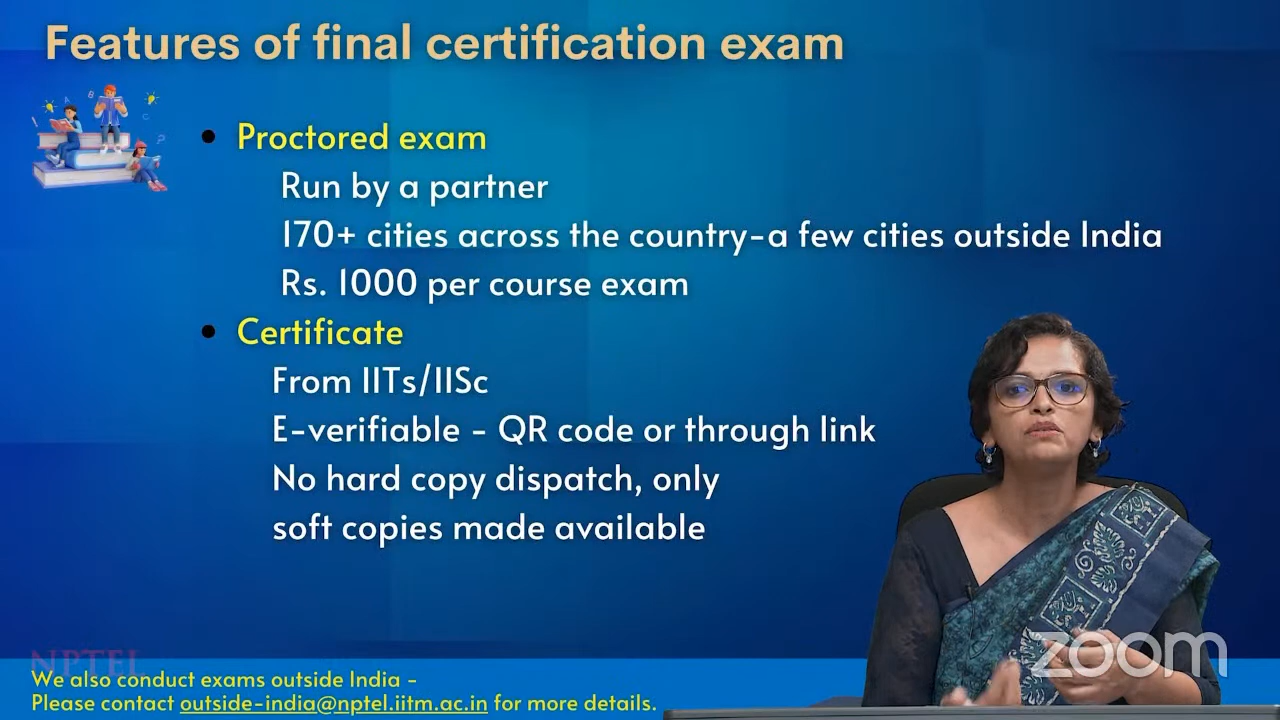 Features of final certification exam
Proctored exam
Run by a partner
170+ cities across the country-a few cities outside India
Rs. 1000 per course exam
Certificate
From IITs/IISc
E-verifiable - QR code or through link
No hard copy dispatch, only
soft copies made available
NPTEL
We also conduct exams outside India -
Please contact outside-india@nptel.iitm.ac.in for more details.
zoom